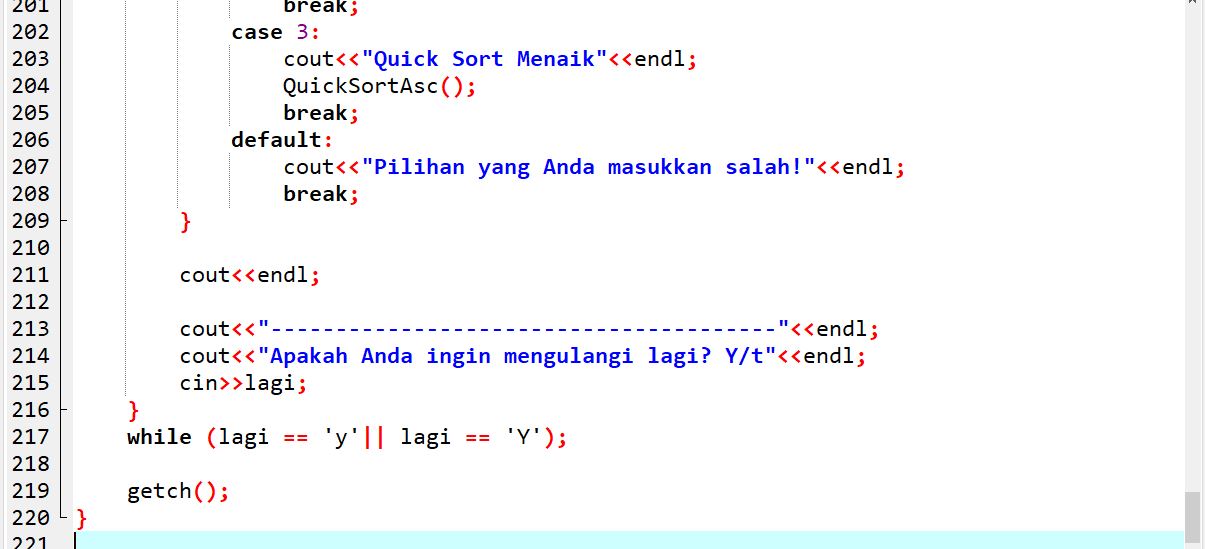 201 break;
202 case 3:
203 cout<<"Quick Sort Menaik"<<endl;
204 QuickSortAsc();
205 break;
206 default:
207 cout<<"Pilihan yang Anda masukkan salah!"<<endl;
208 break;
209 }
210
211 cout<<endl;
212
213 cout<<"---------------------------------------"<<endl;
214 cout<<"Apakah Anda ingin mengulangi lagi? Y/t"<<endl;
215 cin>>lagi;
216 }
217 while (lagi == 'y'|| lagi == 'Y');
218
219 getch();
220 }
221